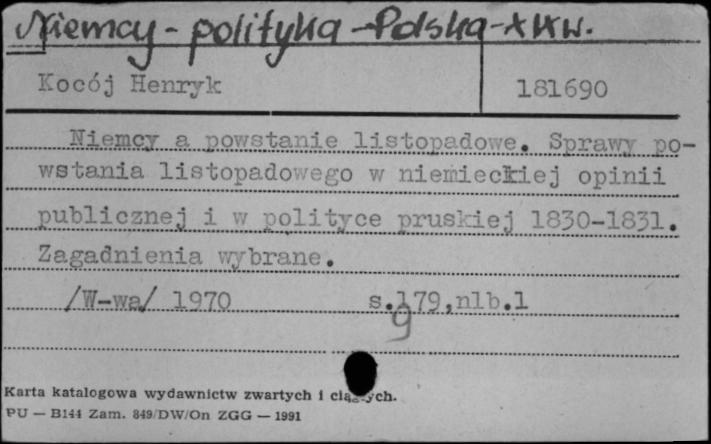 Niemcy - polityka - Polska - XIXw.
Kocój Henryk
181690
Niemcy a powstanie listopadowe. Sprawy po-
wstania listopadowego w niemieckiej opinii
publicznej i w polityce pruskiej 1830-1831.
Zagadnienia wybrane.
/W-wa/ 1970 s.179,nlb.1
9
Karta katalogowa wydawnictw zwartych i ciągłych.
PU — B144 Zam. 849/DW/On ZGG — 1991